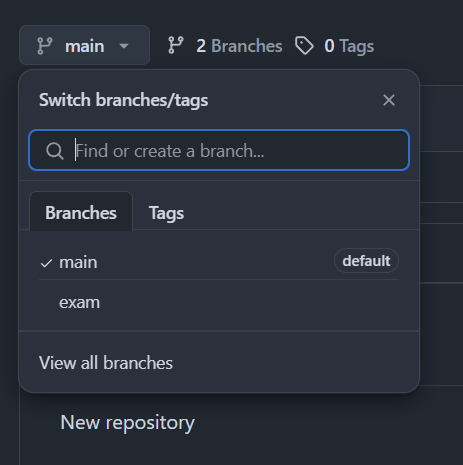 main 2 Branches 0 Tags
Switch branches/tags
Find or create a branch...
Branches Tags
main default
exam
View all branches
New repository